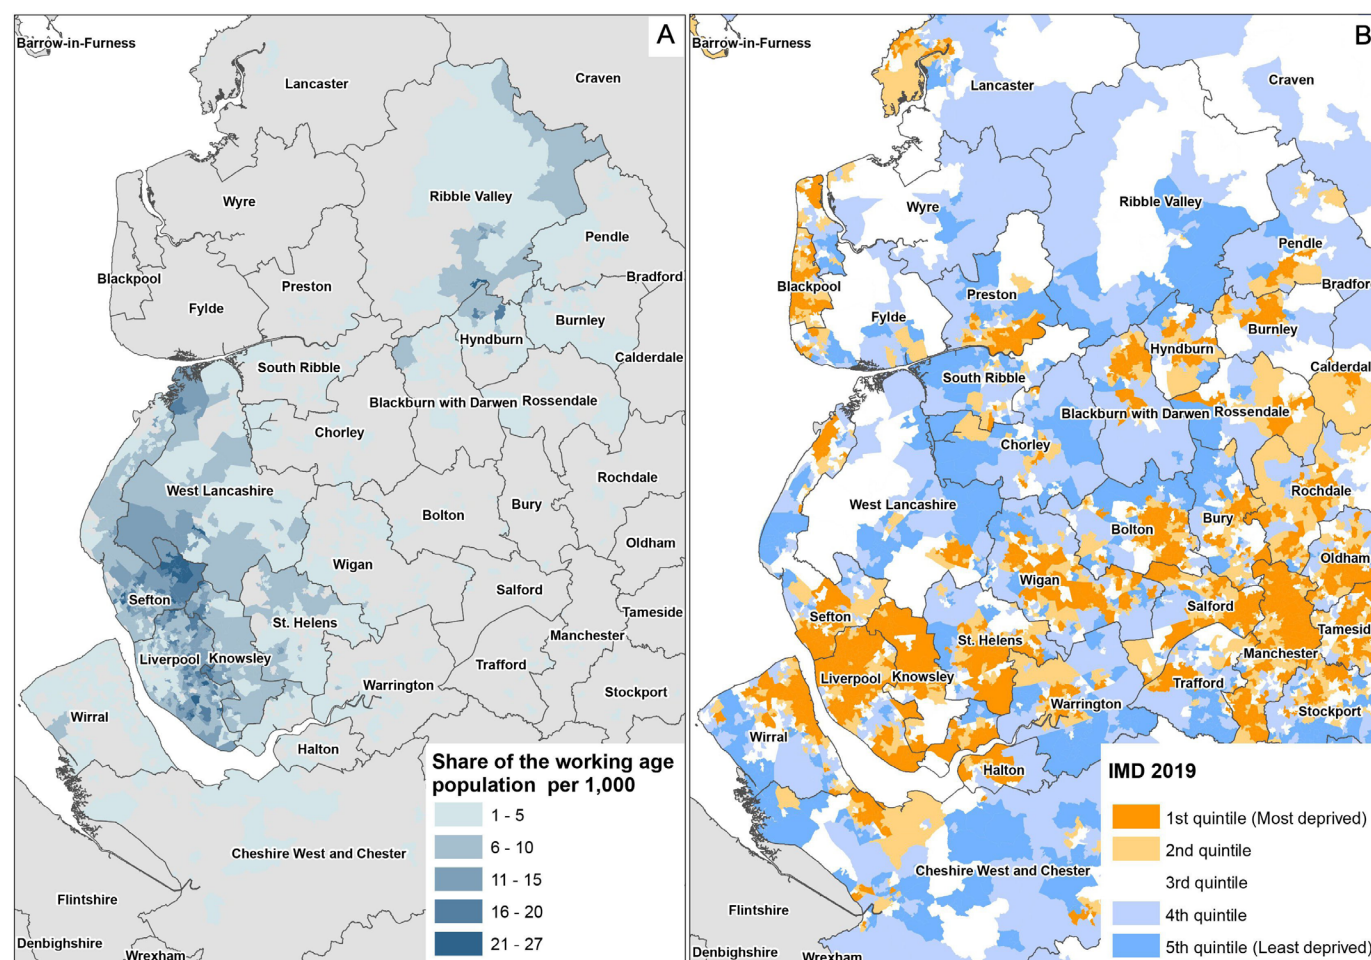 A
Barrow-in-Furness
Lancaster
Craven
Wyre
Ribble Valley
Pendle
Blackpool
Preston
Bradford
Fylde
Burnley
Hyndburn
Calderdale
South Ribble
Blackburn with Darwen
Rossendale
Chorley
Rochdale
West Lancashire
Bury
Bolton
Oldham
Wigan
Salford
Sefton
Tameside
St. Helens
Manchester
Liverpool
Knowsley
Trafford
Warrington
Stockport
Wirral
Halton
Share of the working age
population per 1,000
1 - 5
6 - 10
11 - 15
16 - 20
21 - 27
Cheshire West and Chester
Flintshire
Denbighshire
Wrexham
B
Barrow-in-Furness
Lancaster
Craven
Wyre
Ribble Valley
Pendle
Blackpool
Preston
Bradfor
Fylde
Burnley
Hyndburn
Calderdal
South Ribble
Blackburn with Darwen
Rossendale
Chorley
Rochdale
West Lancashire
Bury
Bolton
Oldham
Wigan
Salford
Sefton
Tamesid
St. Helens
Manchester
Liverpool
Knowsley
Trafford
Warrington
Stockport
Wirral
Halton
IMD 2019
1st quintile (Most deprived)
2nd quintile
3rd quintile
4th quintile
5th quintile (Least deprived)
Cheshire West and Chester
Flintshire
Denbighshire
Wrexham